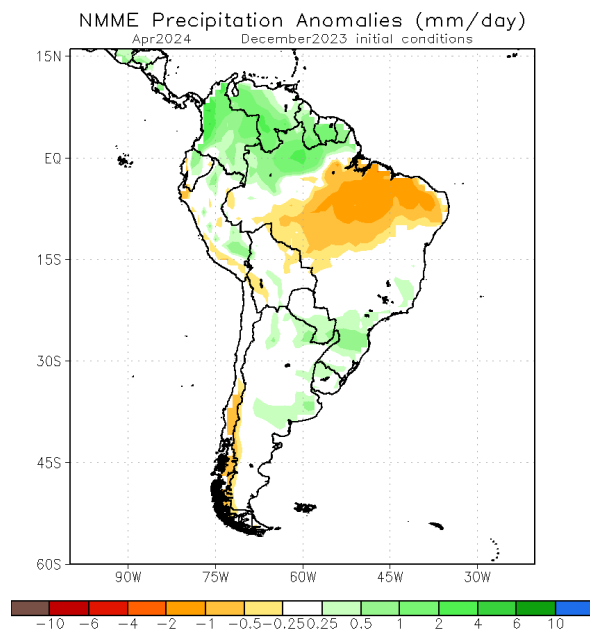 NMME Precipitation Anomalies (mm/day)
Apr2024 December2023 initial conditions
15N
EQ
15S
30S
45S
60S
90W 75W 60W 45W 30W
-10 -6 -4 -2 -1 -0.5 -0.25 0.25 0.5 1 2 4 6 10